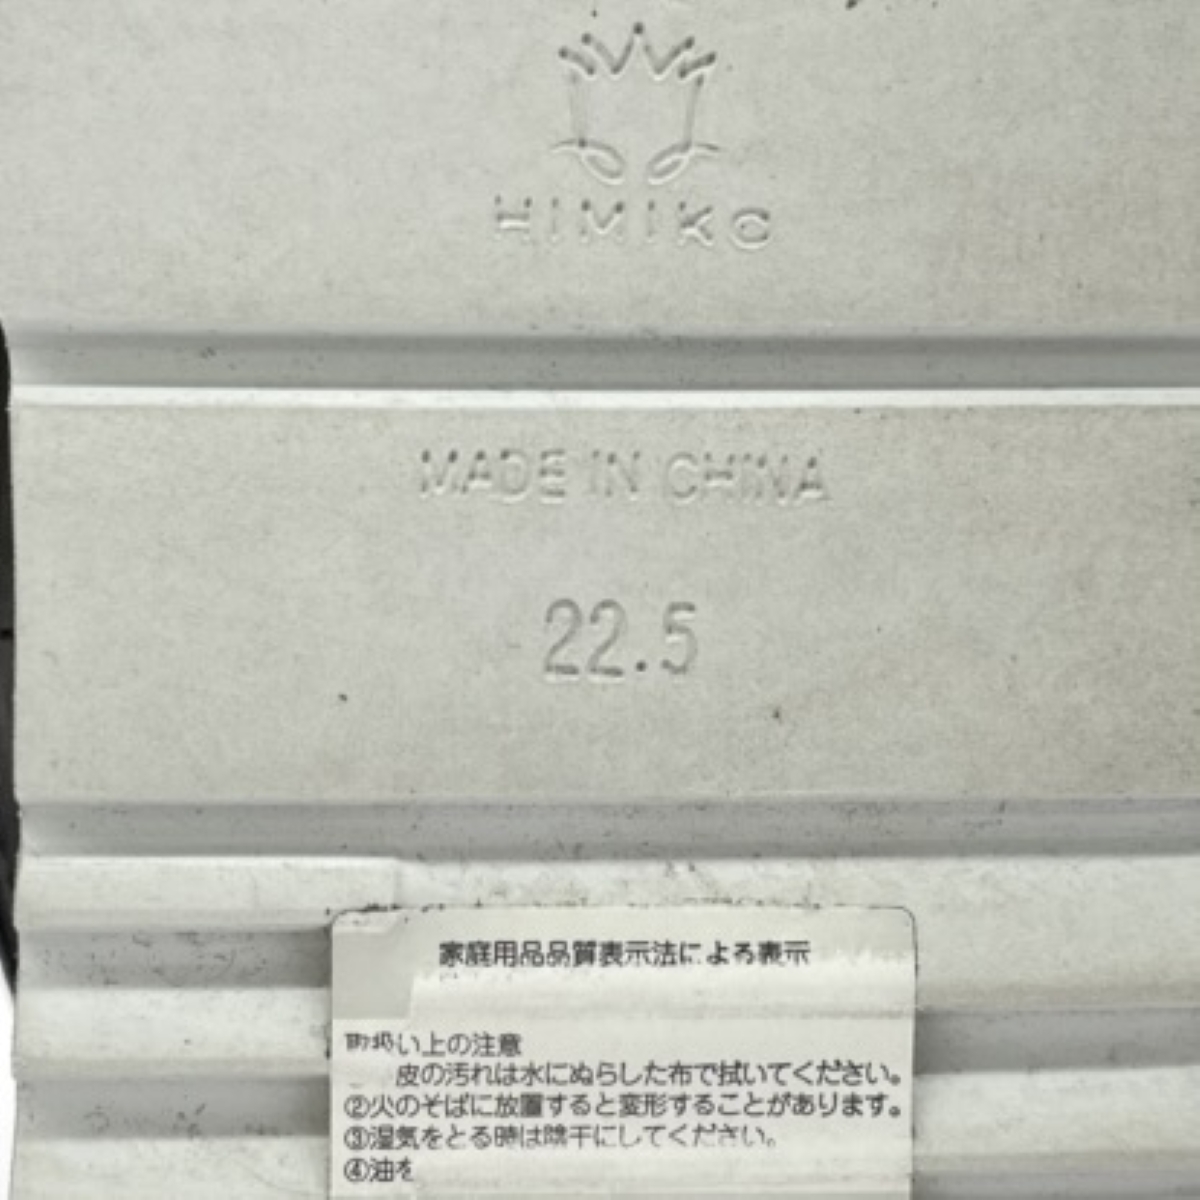 HIMIKO
MADE IN CHINA
22.5
家庭用品品質表示法による表示
取扱い上の注意
皮の汚れは水にぬらした布で拭いてください。
②火のそばに放置すると変形することがあります。
③湿気をとる時は陰干にしてください。
④油を